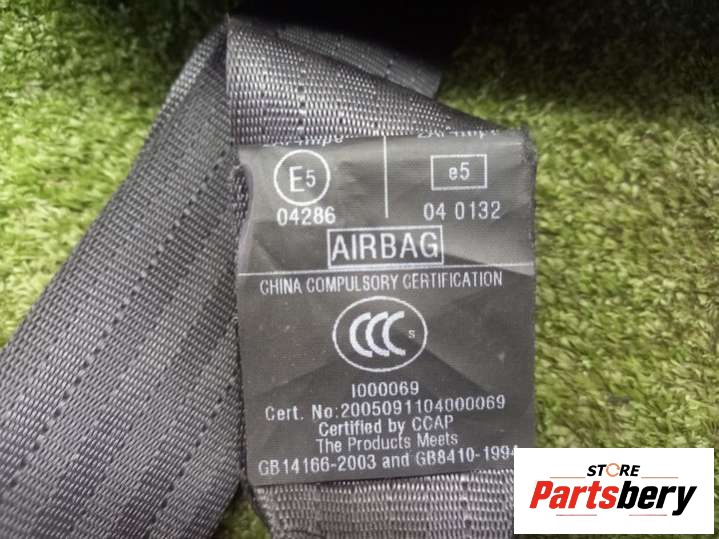 E5 e5
04286 04 0132
AIRBAG
CHINA COMPULSORY CERTIFICATION
CCC S
I000069
Cert. No:2005091104000069
Certified by CCAP
The Products Meets
GB14166-2003 and GB8410-1994
STORE
Partsbery